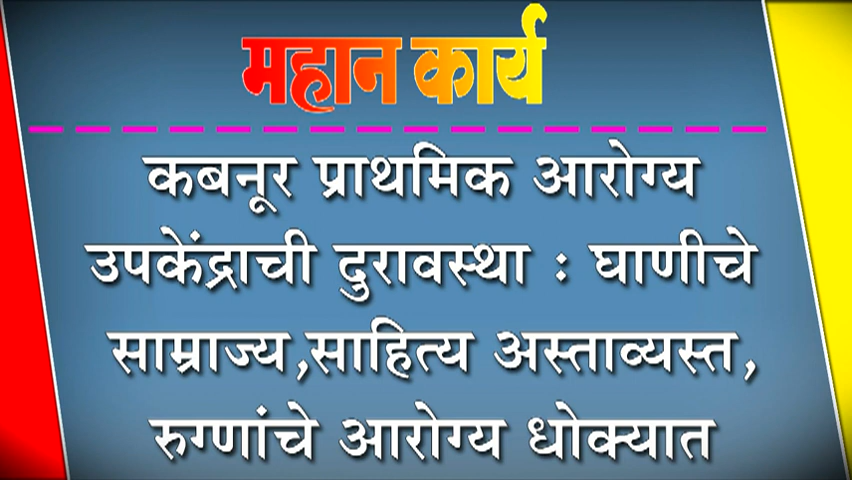 महान कार्य
कबनूर प्राथमिक आरोग्य
उपकेंद्राची दुरावस्था : घाणीचे
साम्राज्य,साहित्य अस्ताव्यस्त,
रुग्णांचे आरोग्य धोक्यात